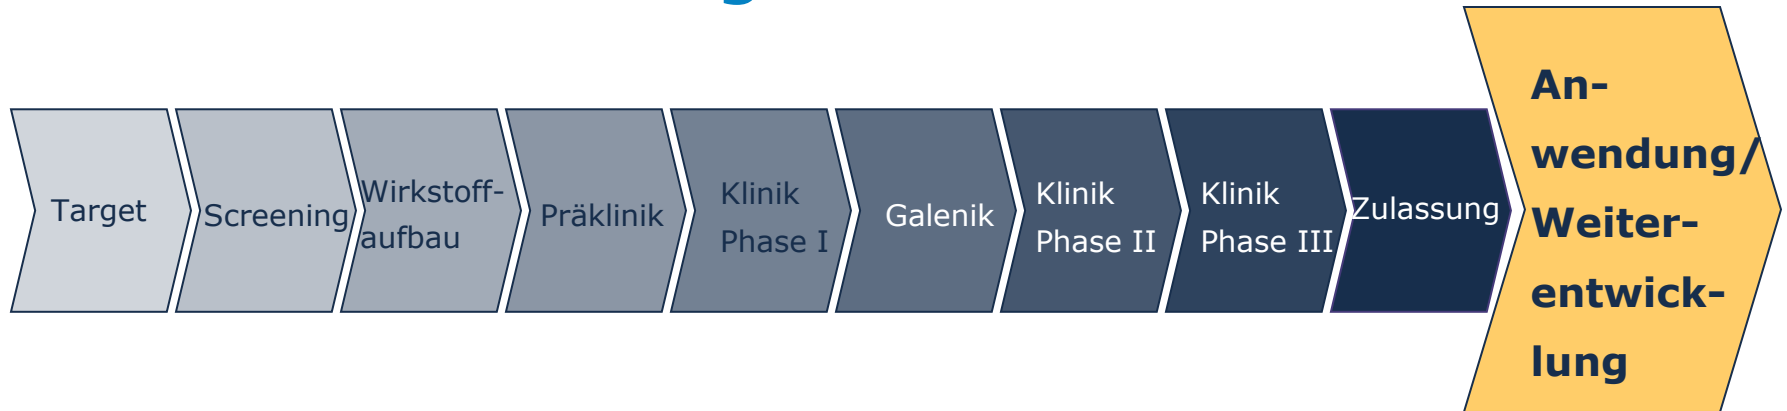 Target
Screening
Wirkstoff-
aufbau
Präklinik
Klinik
Phase I
Galenik
Klinik
Phase II
Klinik
Phase III
Zulassung
An-
wendung/
Weiter-
entwick-
lung